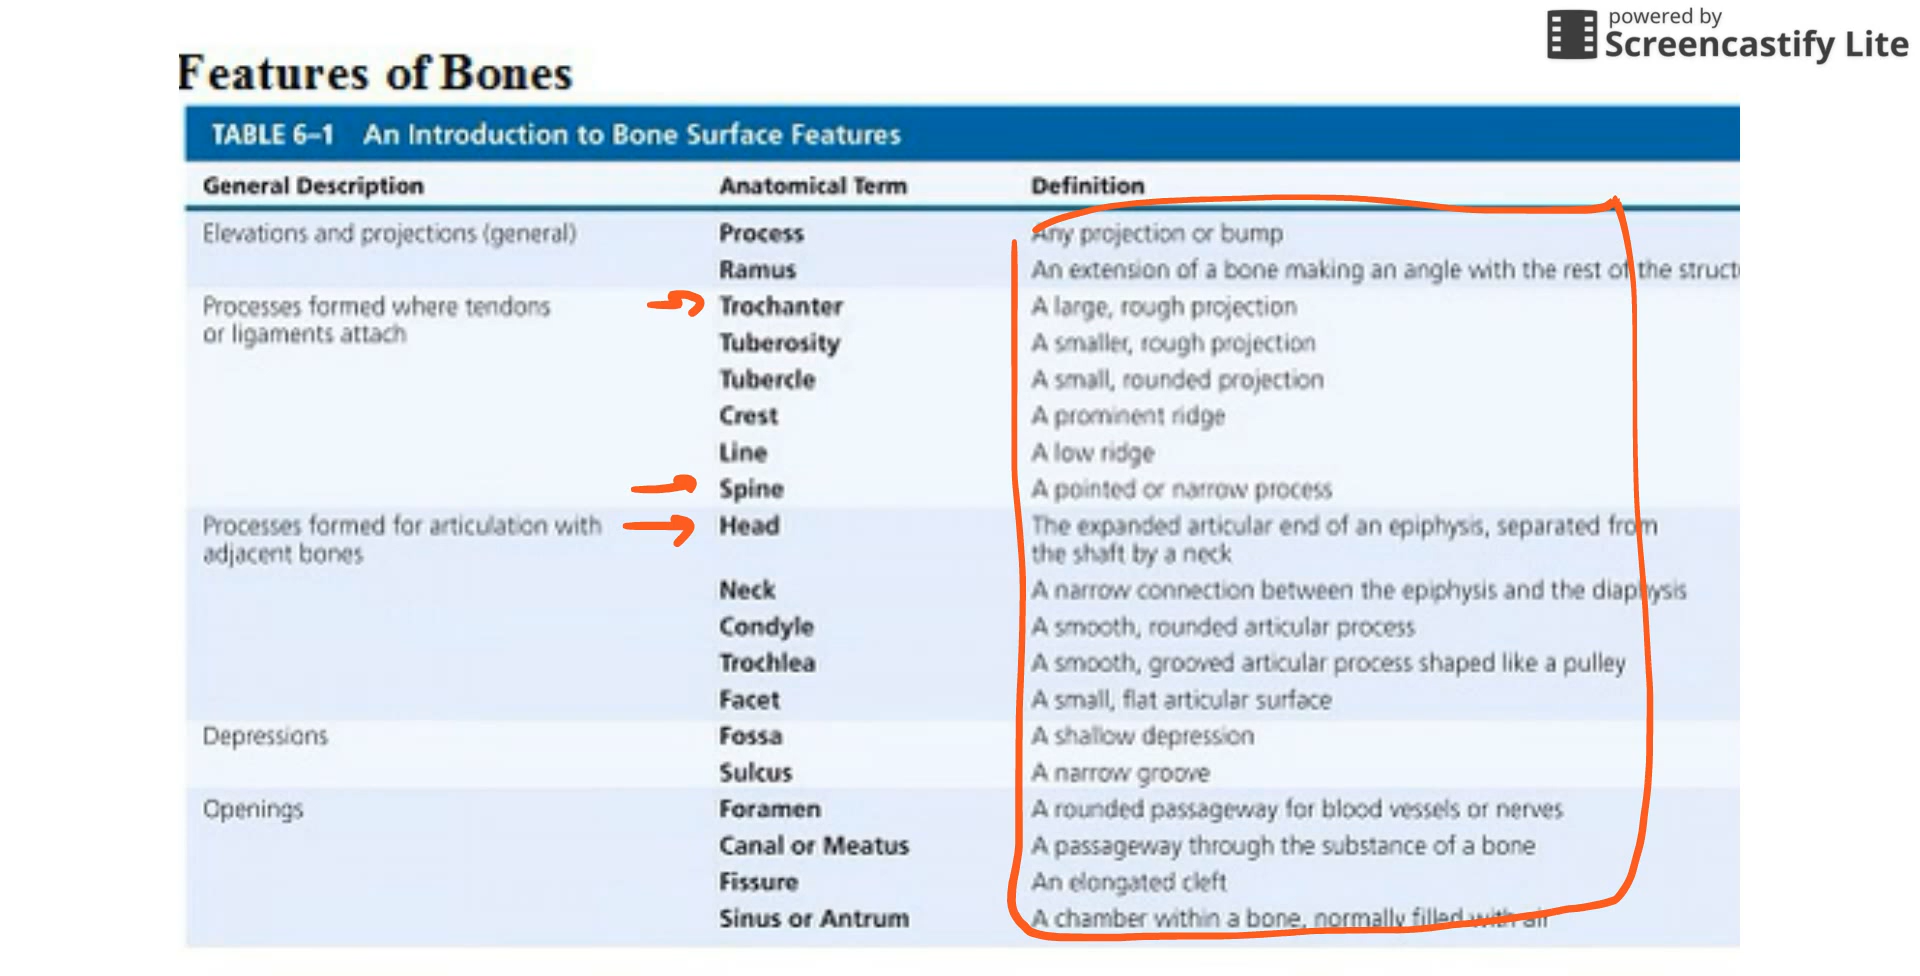 powered by
Screencastify Lite
Features of Bones
TABLE 6–1 An Introduction to Bone Surface Features
General Description Anatomical Term Definition
Elevations and projections (general) Process Any projection or bump
Ramus An extension of a bone making an angle with the rest of the struct
Processes formed where tendons Trochanter A large, rough projection
or ligaments attach
Tuberosity A smaller, rough projection
Tubercle A small, rounded projection
Crest A prominent ridge
Line A low ridge
Spine A pointed or narrow process
Processes formed for articulation with Head The expanded articular end of an epiphysis, separated from
adjacent bones the shaft by a neck
Neck A narrow connection between the epiphysis and the diaphysis
Condyle A smooth, rounded articular process
Trochlea A smooth, grooved articular process shaped like a pulley
Facet A small, flat articular surface
Depressions Fossa A shallow depression
Sulcus A narrow groove
Openings Foramen A rounded passageway for blood vessels or nerves
Canal or Meatus A passageway through the substance of a bone
Fissure An elongated cleft
Sinus or Antrum A chamber within a bone, normally filled with air